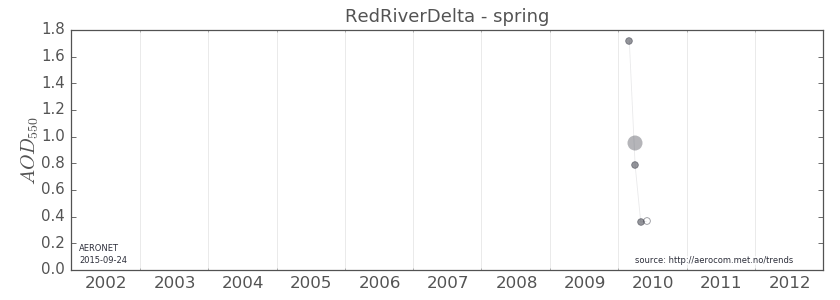 RedRiverDelta - spring
AOD550
1.8
1.6
1.4
1.2
1.0
0.8
0.6
0.4
0.2
0.0
AERONET
2015-09-24
source: http://aerocom.met.no/trends
2002 2003 2004 2005 2006 2007 2008 2009 2010 2011 2012